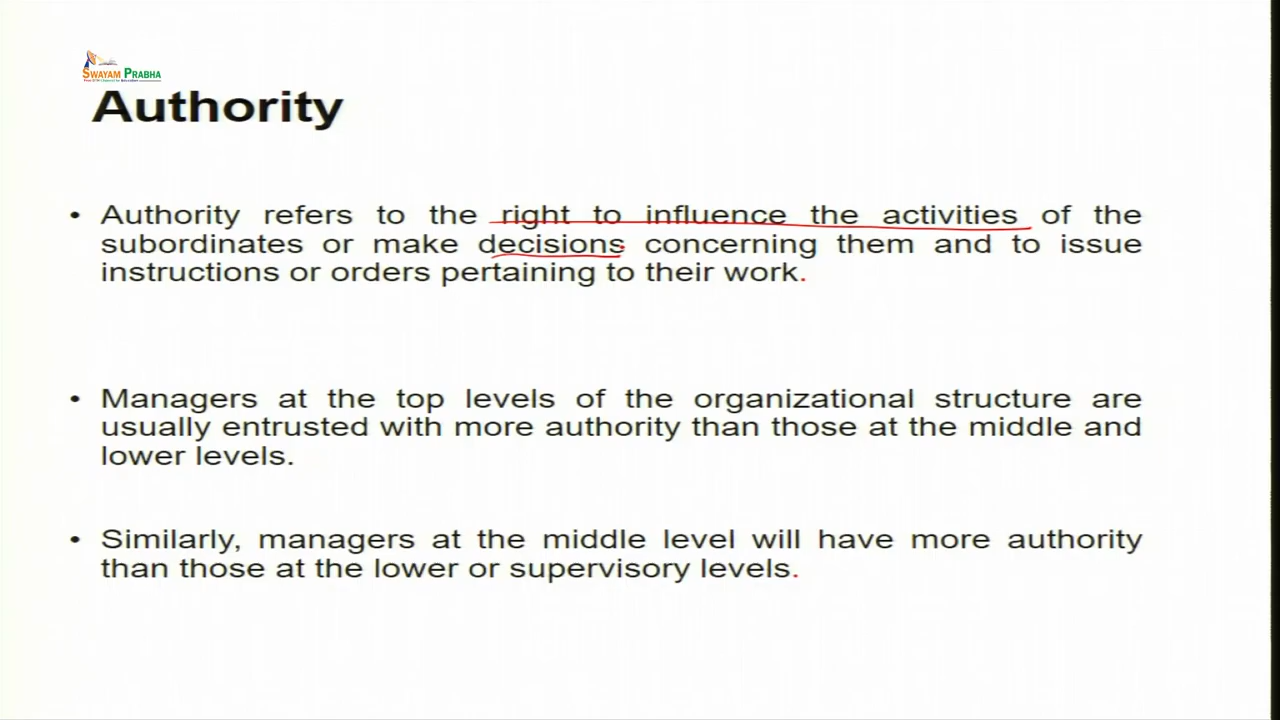 SWAYAM PRABHA
Authority
• Authority refers to the right to influence the activities of the
subordinates or make decisions concerning them and to issue
instructions or orders pertaining to their work.
• Managers at the top levels of the organizational structure are
usually entrusted with more authority than those at the middle and
lower levels.
• Similarly, managers at the middle level will have more authority
than those at the lower or supervisory levels.